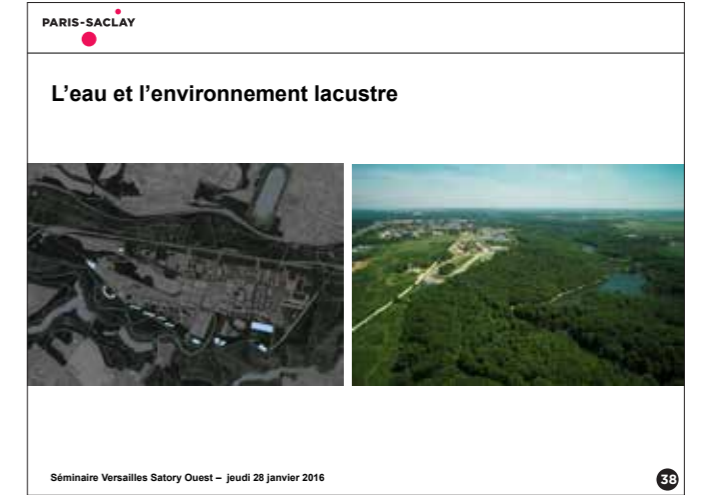 PARIS-SACLAY
L'eau et l'environnement lacustre
Séminaire Versailles Satory Ouest – jeudi 28 janvier 2016
38